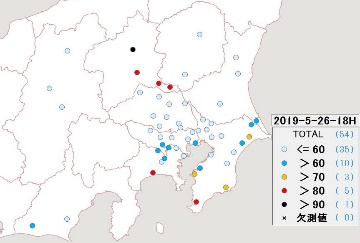 2019-5-26-18H
TOTAL (54)
<= 60 (35)
> 60 (10)
> 70 ( 3)
> 80 ( 5)
> 90 ( 1)
× 欠測値 ( 0)